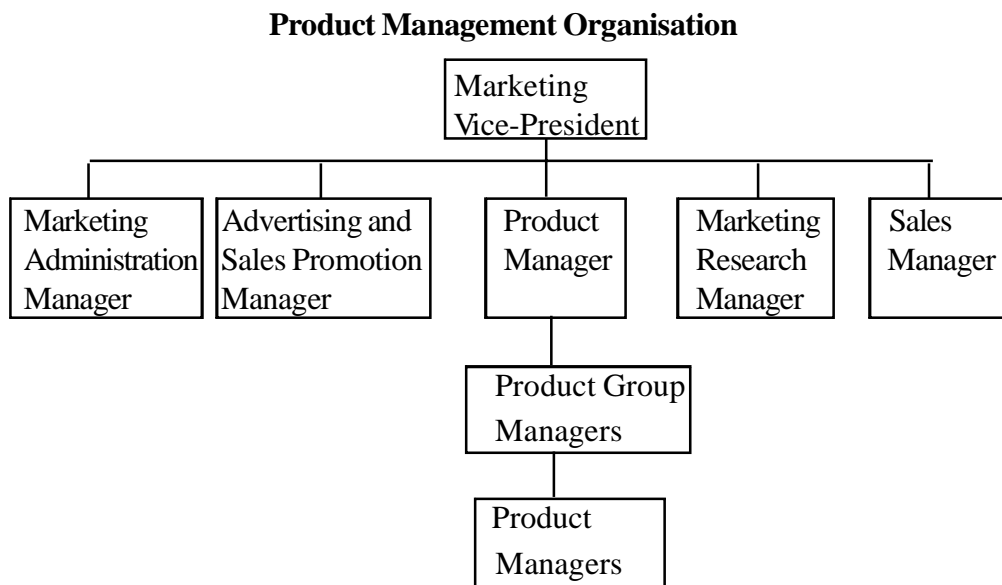 Product Management Organisation
Marketing
Vice-President
Marketing
Administration
Manager
Advertising and
Sales Promotion
Manager
Product
Manager
Marketing
Research
Manager
Sales
Manager
Product Group
Managers
Product
Managers